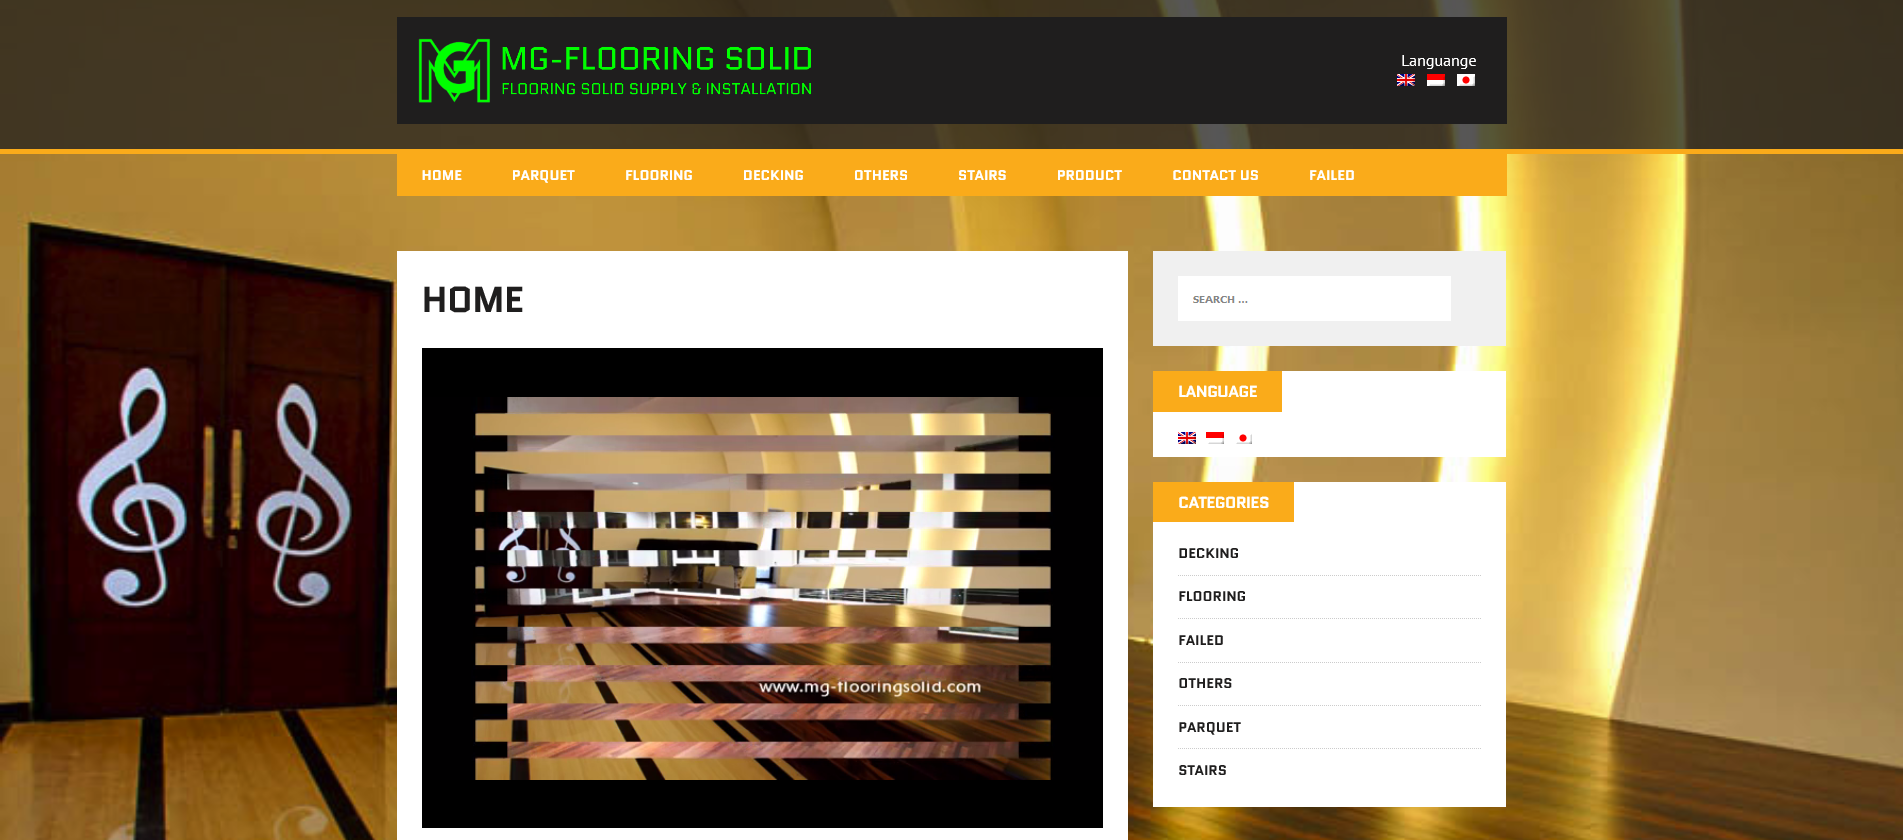 MG-FLOORING SOLID
FLOORING SOLID SUPPLY & INSTALLATION
Languange
HOME PARQUET FLOORING DECKING OTHERS STAIRS PRODUCT CONTACT US FAILED
HOME
www.mg-flooringsolid.com
SEARCH ...
LANGUAGE
CATEGORIES
DECKING
FLOORING
FAILED
OTHERS
PARQUET
STAIRS